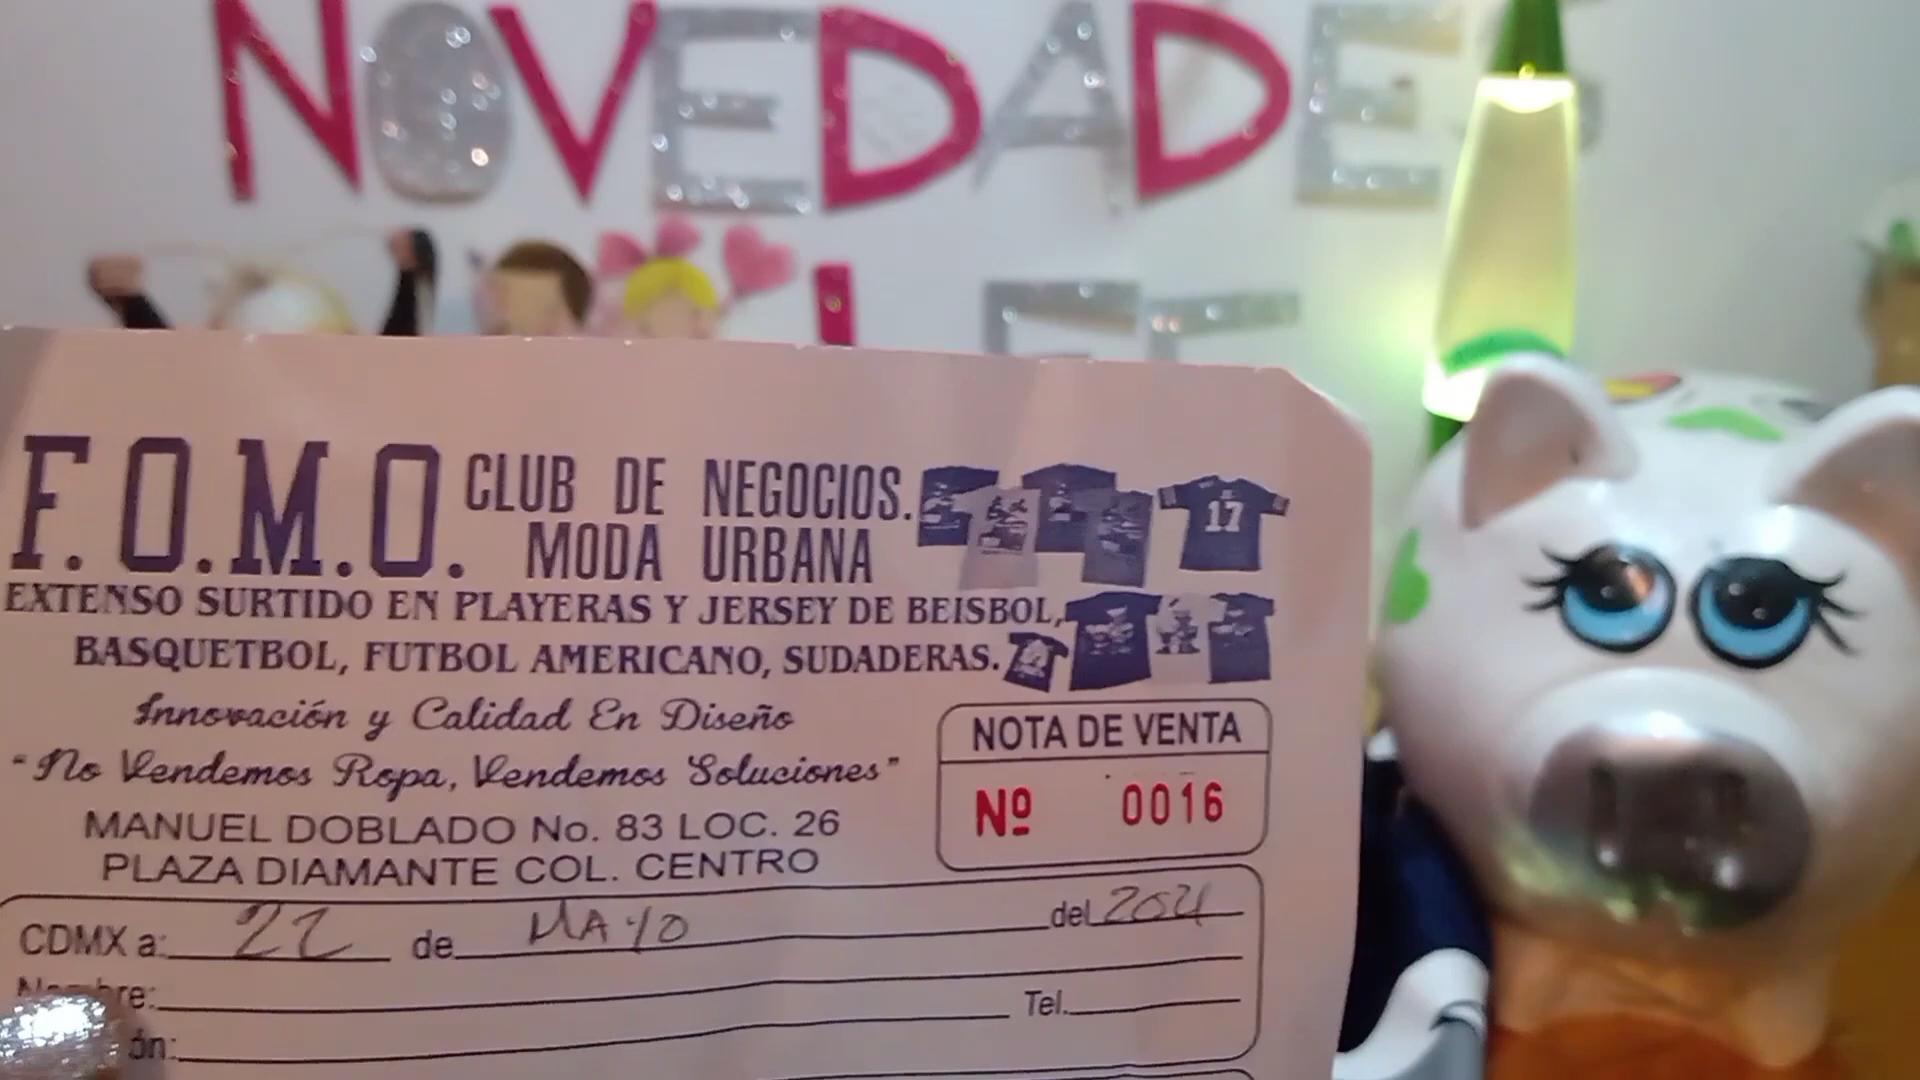 NOVEDADES
F.O.M.O. CLUB DE NEGOCIOS.
MODA URBANA
17
EXTENSO SURTIDO EN PLAYERAS Y JERSEY DE BEISBOL,
BASQUETBOL, FUTBOL AMERICANO, SUDADERAS.
Innovación y Calidad En Diseño
"No Vendemos Ropa, Vendemos Soluciones"
MANUEL DOBLADO No. 83 LOC. 26
PLAZA DIAMANTE COL. CENTRO
NOTA DE VENTA
Nº 0016
CDMX a: 22 de MAYO del
Tel.